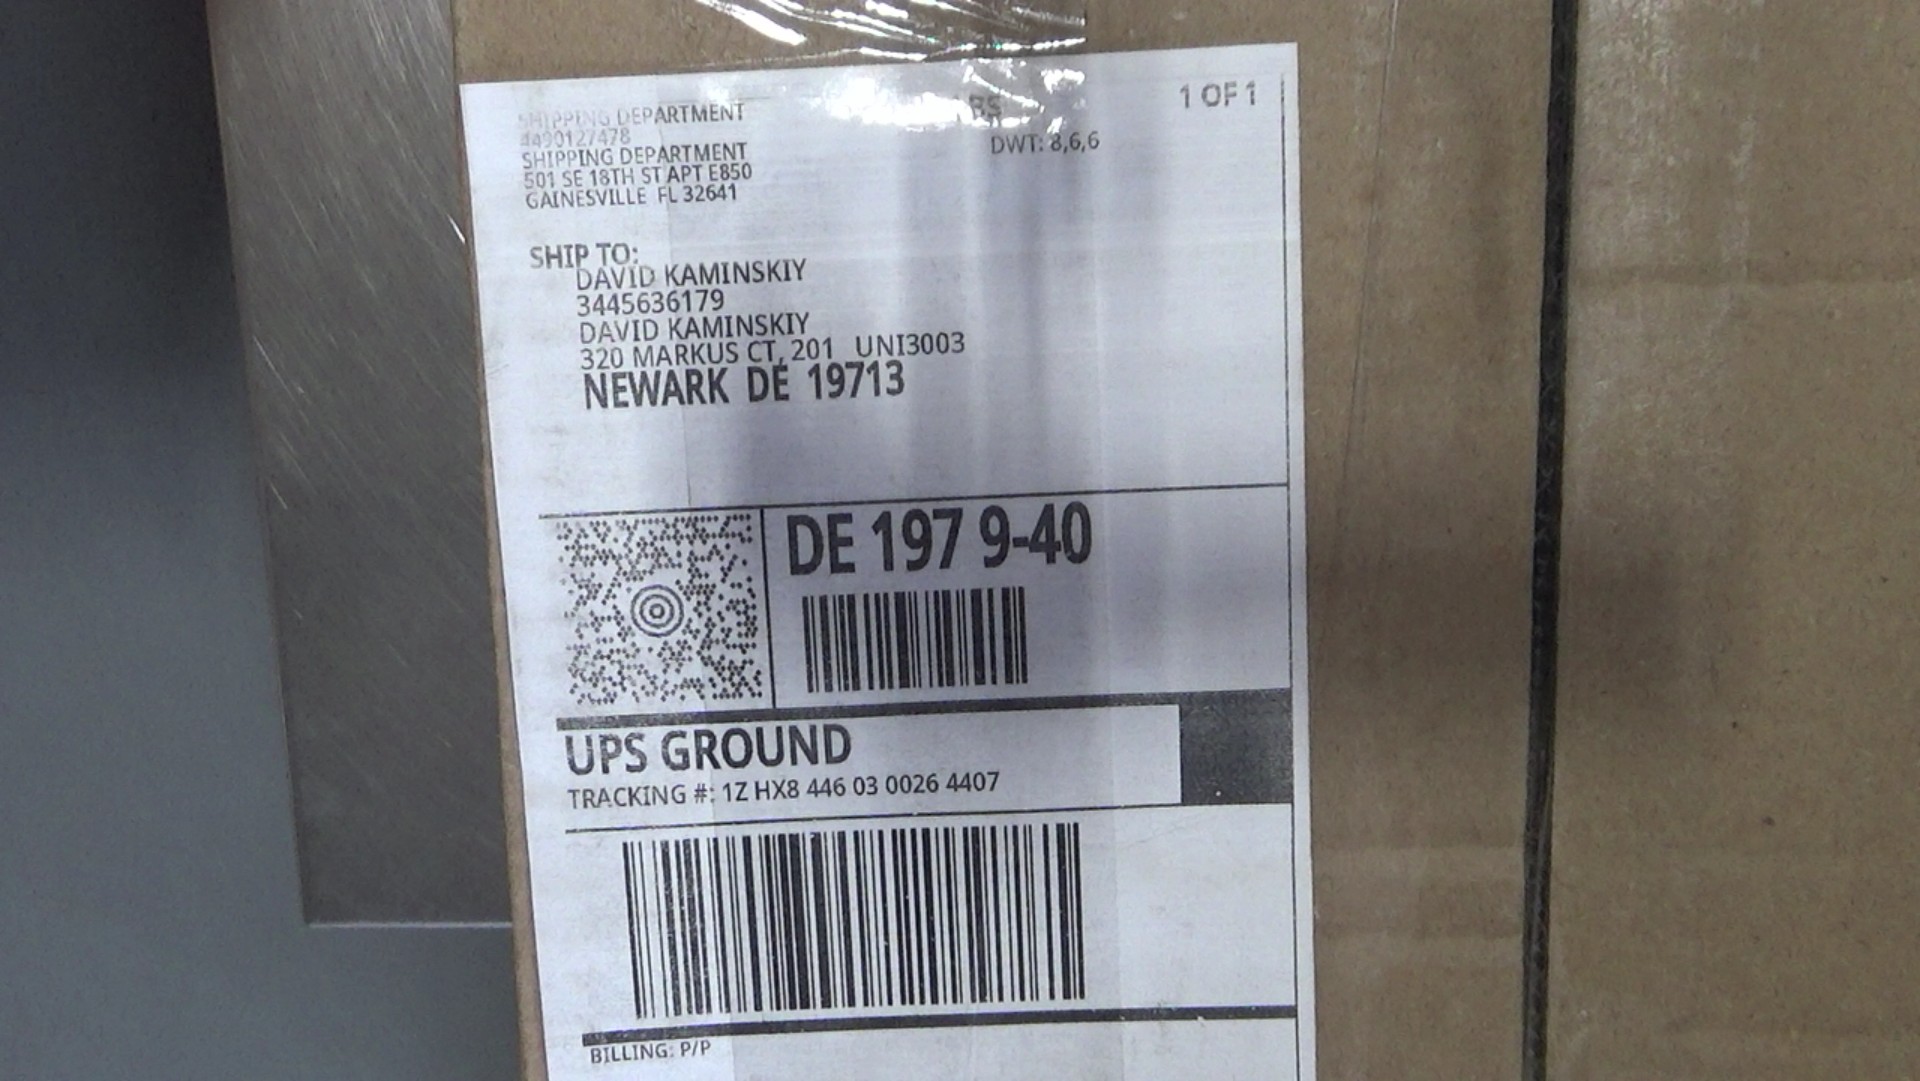 SHIPPING DEPARTMENT
4490127478
SHIPPING DEPARTMENT
501 SE 18TH ST APT E850
GAINESVILLE FL 32641
1 OF 1
DWT: 8,6,6
SHIP TO:
DAVID KAMINSKIY
3445636179
DAVID KAMINSKIY
320 MARKUS CT, 201 UNI3003
NEWARK DE 19713
DE 197 9-40
UPS GROUND
TRACKING #: 1Z HX8 446 03 0026 4407
BILLING: P/P